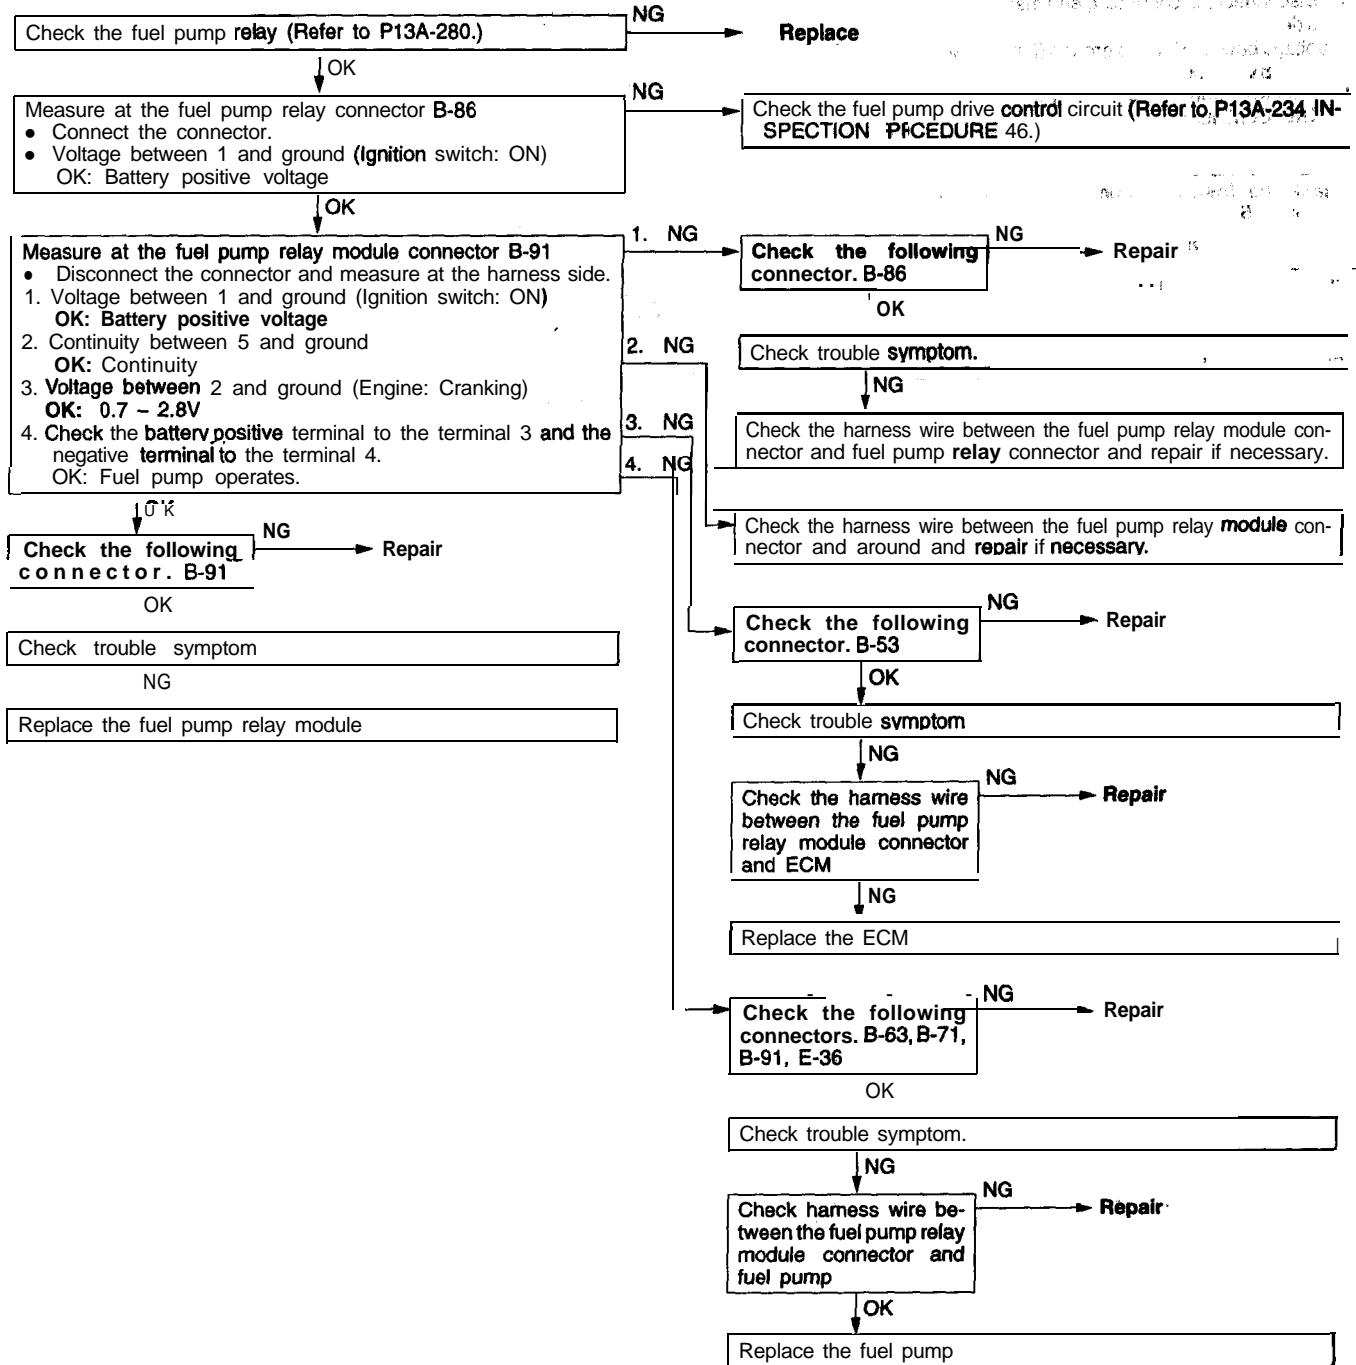 Check the fuel pump relay (Refer to P13A-280.)
NG
Replace
OK
Measure at the fuel pump relay connector B-86
● Connect the connector.
● Voltage between 1 and ground (Ignition switch: ON)
OK: Battery positive voltage
NG
Check the fuel pump drive control circuit (Refer to P13A-234 IN-
SPECTION PRCEDURE 46.)
OK
Measure at the fuel pump relay module connector B-91
● Disconnect the connector and measure at the harness side.
1. Voltage between 1 and ground (Ignition switch: ON)
OK: Battery positive voltage
2. Continuity between 5 and ground
OK: Continuity
3. Voltage between 2 and ground (Engine: Cranking)
OK: 0.7 – 2.8V
4. Check the battery positive terminal to the terminal 3 and the
negative terminal to the terminal 4.
OK: Fuel pump operates.
1. NG
Check the following
connector. B-86
NG
Repair
OK
Check trouble symptom.
NG
Check the harness wire between the fuel pump relay module con-
nector and fuel pump relay connector and repair if necessary.
2. NG
Check the harness wire between the fuel pump relay module con-
nector and around and repair if necessary.
3. NG
4. NG
OK
Check the following
connector. B-91
NG
Repair
OK
Check trouble symptom
NG
Replace the fuel pump relay module
Check the following
connector. B-53
NG
Repair
OK
Check trouble symptom
NG
Check the harness wire
between the fuel pump
relay module connector
and ECM
NG
Repair
NG
Replace the ECM
Check the following
connectors. B-63, B-71,
B-91, E-36
NG
Repair
OK
Check trouble symptom.
NG
Check harness wire be-
tween the fuel pump relay
module connector and
fuel pump
NG
Repair
OK
Replace the fuel pump